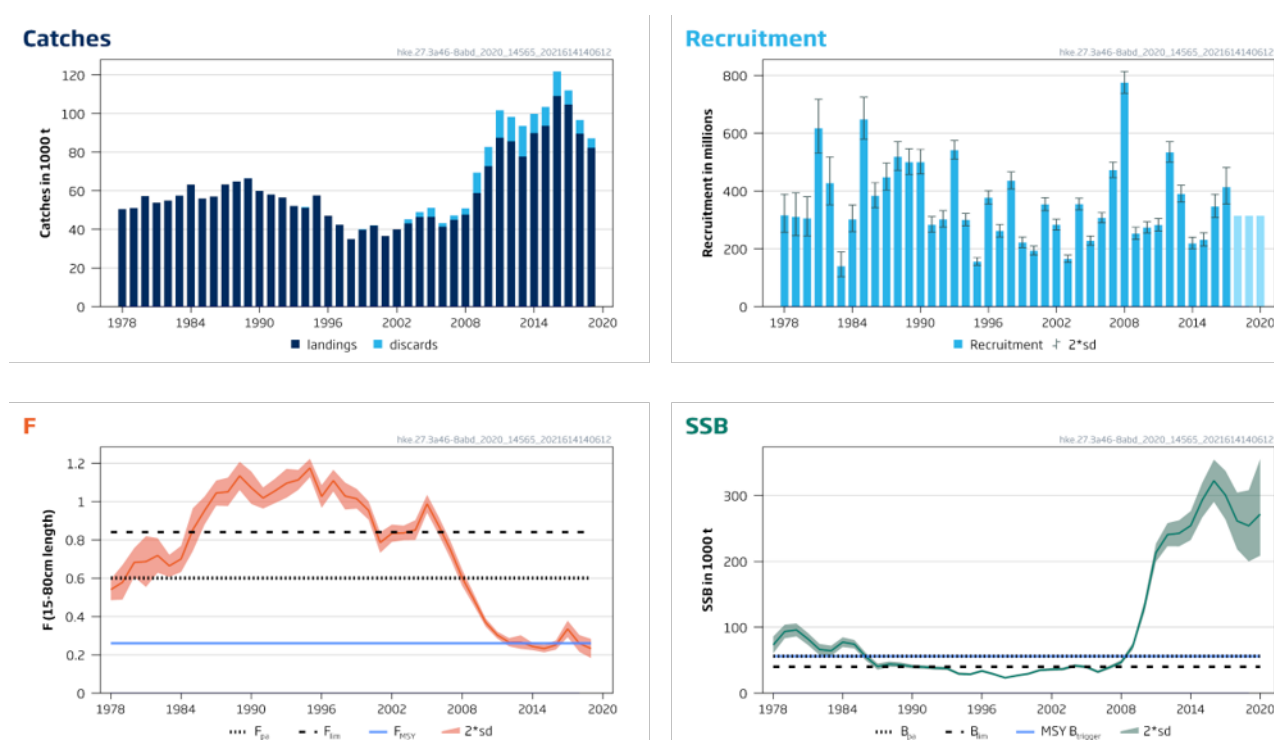 Catches
hke.27.3a46-8abd_2020_14565_2021614140612
Catches in 1000 t
120
100
80
60
40
20
0
1978 1984 1990 1996 2002 2008 2014 2020
landings discards
Recruitment
hke.27.3a46-8abd_2020_14565_2021614140612
Recruitment in millions
800
600
400
200
0
1978 1984 1990 1996 2002 2008 2014 2020
Recruitment 2*sd
F
hke.27.3a46-8abd_2020_14565_2021614140612
F (15-80cm length)
1.2
1
0.8
0.6
0.4
0.2
0
1978 1984 1990 1996 2002 2008 2014 2020
Fpa Flim FMSY 2*sd
SSB
hke.27.3a46-8abd_2020_14565_2021614140612
SSB in 1000 t
300
200
100
0
1978 1984 1990 1996 2002 2008 2014 2020
Bpa Blim MSY Btrigger 2*sd